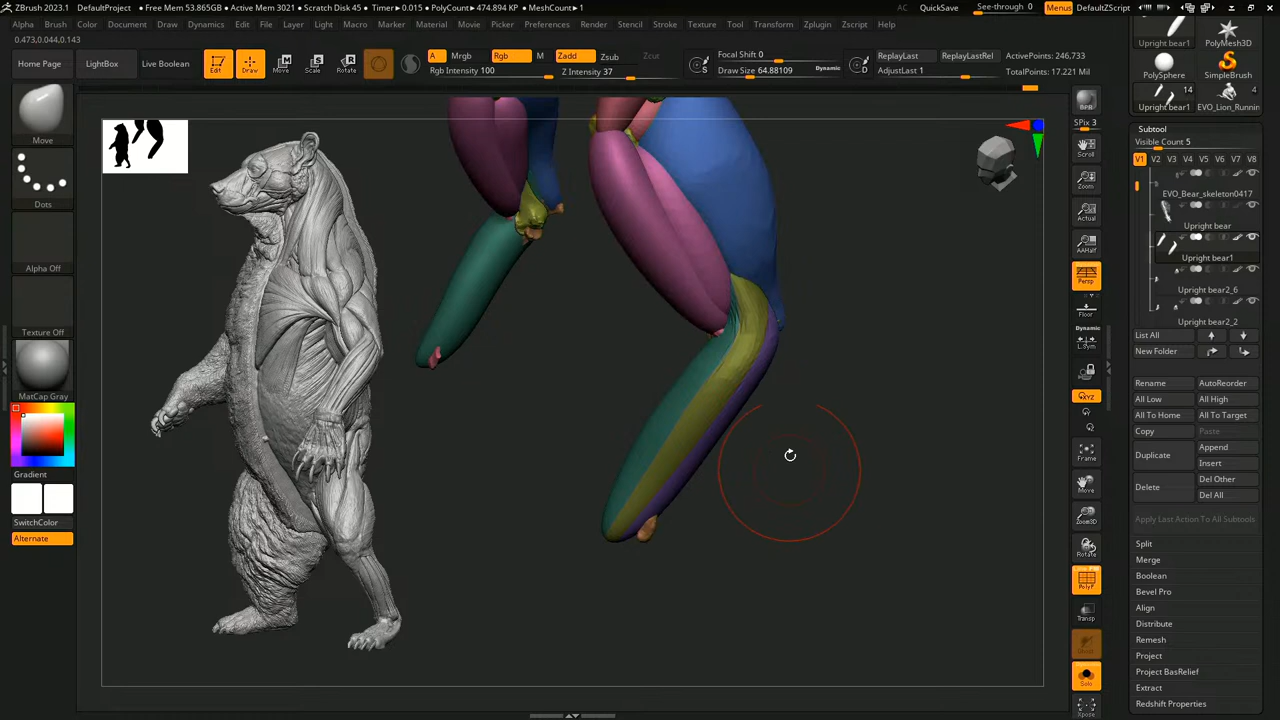 ZBrush 2023.1 DefaultProject • Free Mem 53.865GB • Active Mem 3021 • Scratch Disk 45 • Timer▸0.015 • PolyCount▸474.894 KP • MeshCount▸1 AC QuickSave See-through 0 Menus DefaultZScript
Alpha Brush Color Document Draw Dynamics Edit File Layer Light Macro Marker Material Movie Picker Preferences Render Stencil Stroke Texture Tool Transform Zplugin Zscript Help
0.473,0.044,0.143
Home Page LightBox Live Boolean Edit Draw Move Scale Rotate A Mrgb Rgb M Zadd Zsub Zcut Focal Shift 0 ReplayLast ReplayLastRel ActivePoints: 246,733
Rgb Intensity 100 Z Intensity 37 S Draw Size 64.88109 Dynamic D AdjustLast 1 TotalPoints: 17.221 Mil
Upright bear1 PolyMesh3D
PolySphere SimpleBrush
14 4
Upright bear1 EVO_Lion_Runnin
Move
Dots
Alpha Off
Texture Off
MatCap Gray
Gradient
SwitchColor
Alternate
BPR
SPix 3
Scroll
Zoom
Actual
AAHalf
Persp
Floor
Dynamic
L.Sym
XYZ
Frame
Move
Zoom3D
Rotate
PolyF
Transp
Solo
Xpose
Subtool
Visible Count 5
V1 V2 V3 V4 V5 V6 V7 V8
EVO_Bear_skeleton0417
Upright bear
Upright bear1
Upright bear2_6
Upright bear2_2
List All
New Folder
Rename AutoReorder
All Low All High
All To Home All To Target
Copy Paste
Duplicate Append
Insert
Delete Del Other
Del All
Apply Last Action To All Subtools
Split
Merge
Boolean
Bevel Pro
Align
Distribute
Remesh
Project
Project BasRelief
Extract
Redshift Properties